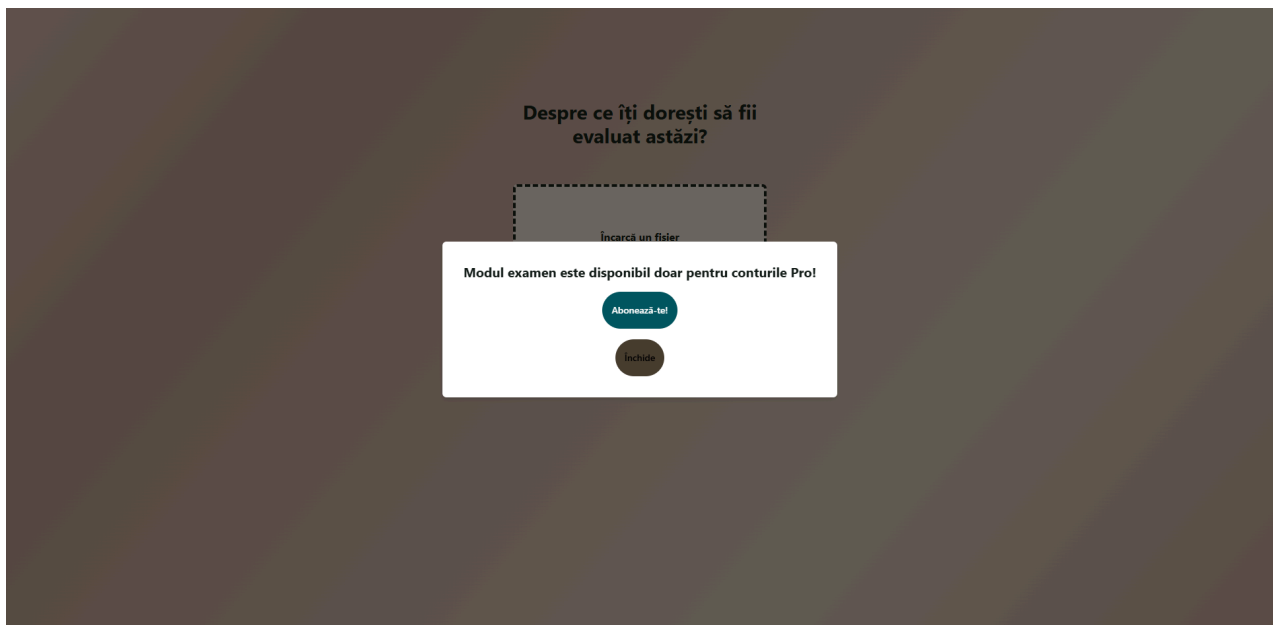 Despre ce îți dorești să fii
evaluat astăzi?
Încarcă un fișier
Modul examen este disponibil doar pentru conturile Pro!
Abonează-te!
Închide